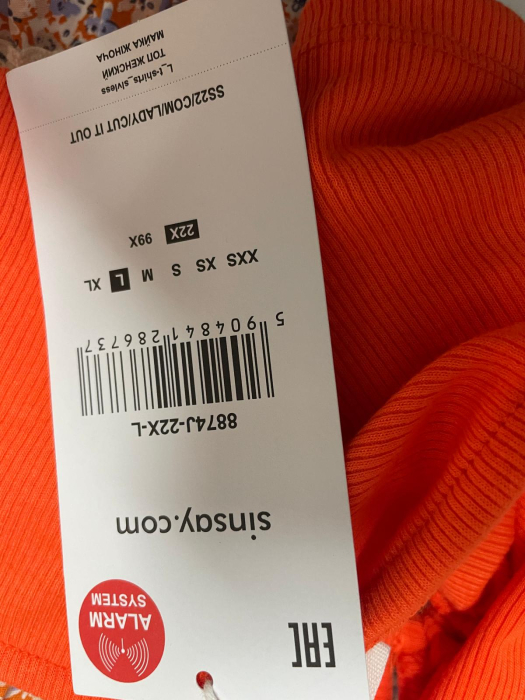 EAC
ALARM
SYSTEM
sinsay.com
8874J-22X-L
5 904841 286737
XXS XS S M L XL
22X 99X
SS22/COM/LADY/CUT IT OUT
L_t-shirts_slvless
ТОП ЖЕНСКИЙ
МАЙКА ЖІНОЧА